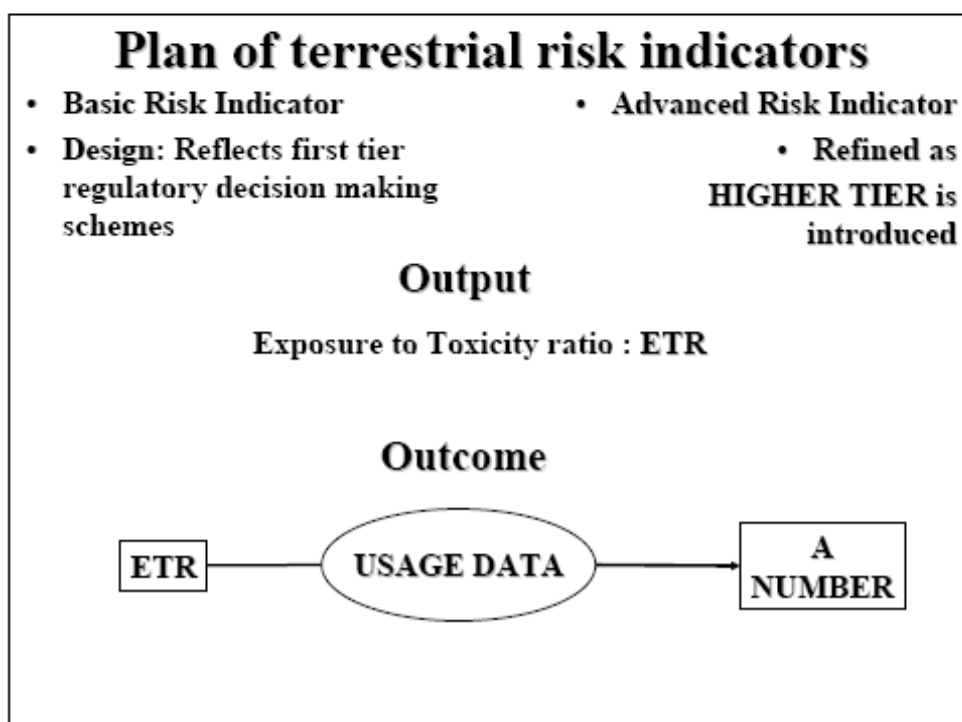 Plan of terrestrial risk indicators
• Basic Risk Indicator
• Design: Reflects first tier
regulatory decision making
schemes
• Advanced Risk Indicator
• Refined as
HIGHER TIER is
introduced
Output
Exposure to Toxicity ratio : ETR
Outcome
ETR
USAGE DATA
A
NUMBER